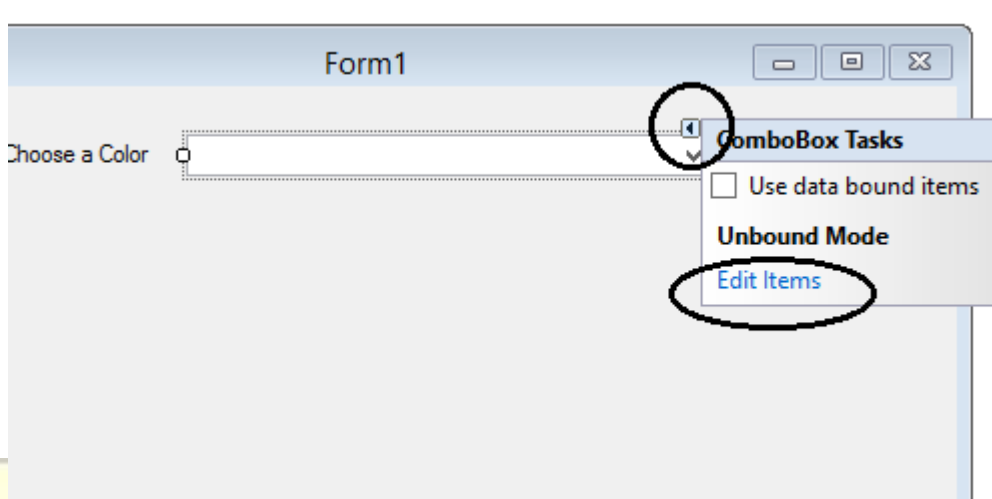 Form1
Choose a Color
ComboBox Tasks
Use data bound items
Unbound Mode
Edit Items